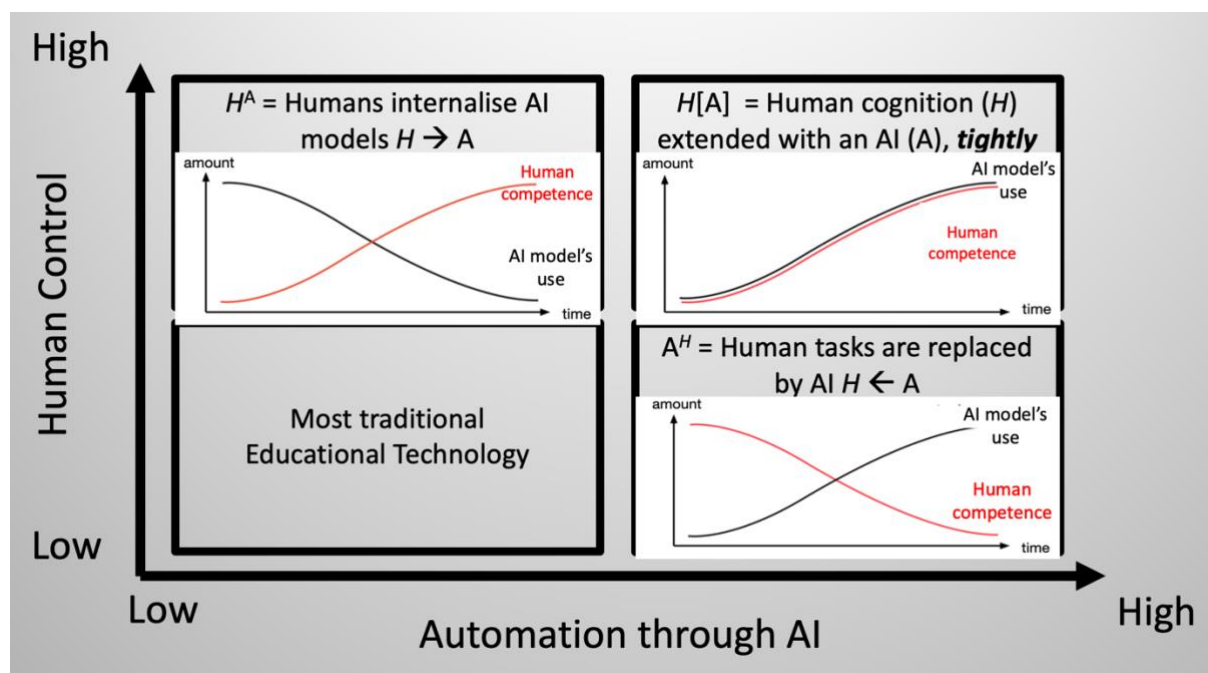 High
Human Control
Low
Hᴬ = Humans internalise AI
models H → A
amount
Human
competence
AI model's
use
time
H[A] = Human cognition (H)
extended with an AI (A), tightly
amount
AI model's
use
Human
competence
time
Most traditional
Educational Technology
Aᴴ = Human tasks are replaced
by AI H ← A
amount
AI model's
use
Human
competence
time
Low
Automation through AI
High